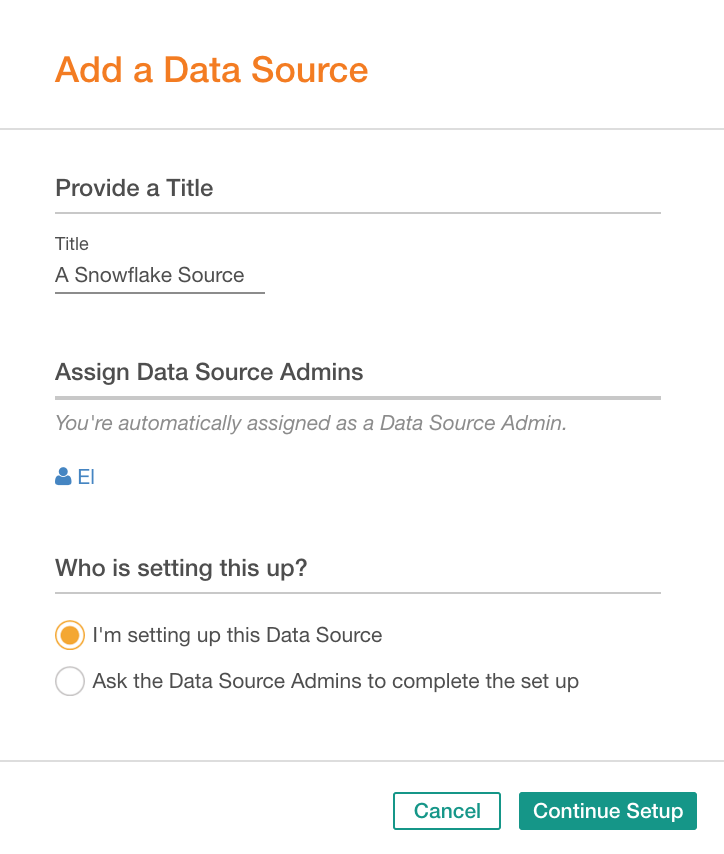 Add a Data Source
Provide a Title
Title
A Snowflake Source
Assign Data Source Admins
You're automatically assigned as a Data Source Admin.
El
Who is setting this up?
I'm setting up this Data Source
Ask the Data Source Admins to complete the set up
Cancel
Continue Setup